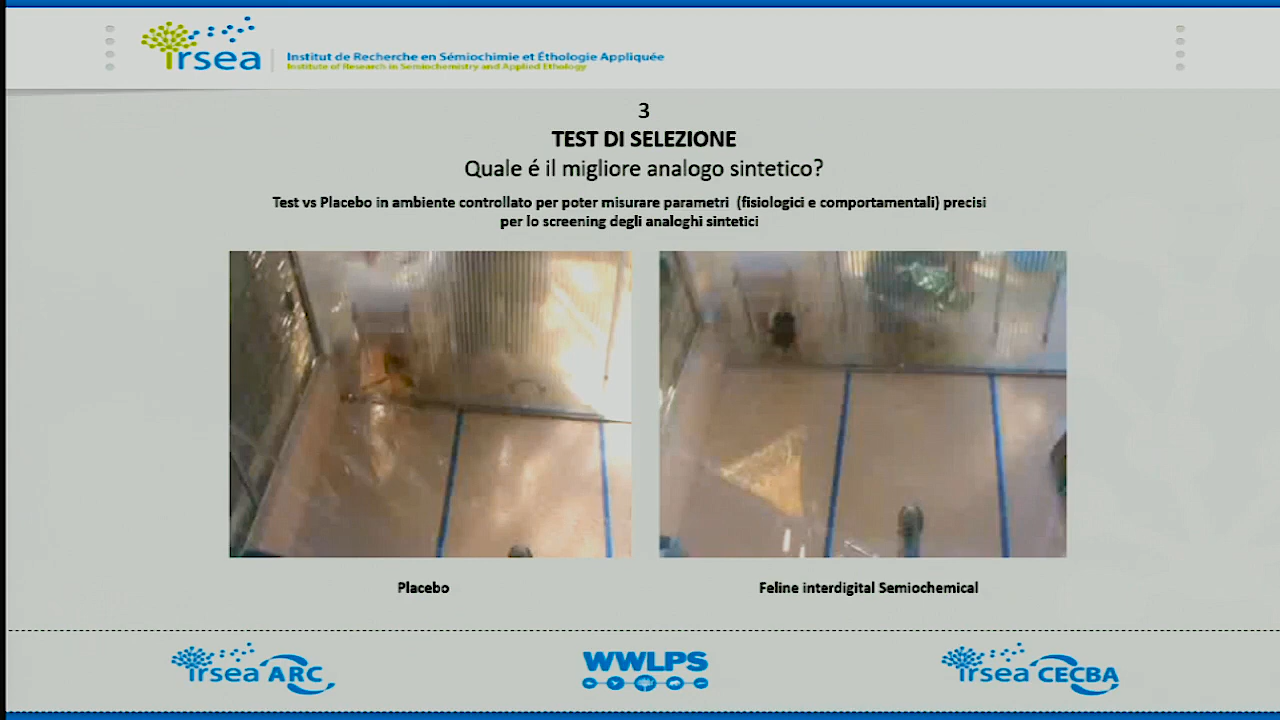 irsea
Institut de Recherche en Sémiochimie et Éthologie Appliquée
Institute of Research in Semiochemistry and Applied Ethology
3
TEST DI SELEZIONE
Quale é il migliore analogo sintetico?
Test vs Placebo in ambiente controllato per poter misurare parametri (fisiologici e comportamentali) precisi
per lo screening degli analoghi sintetici
Placebo
Feline interdigital Semiochemical
irsea ARC
WWLPS
irsea CECBA